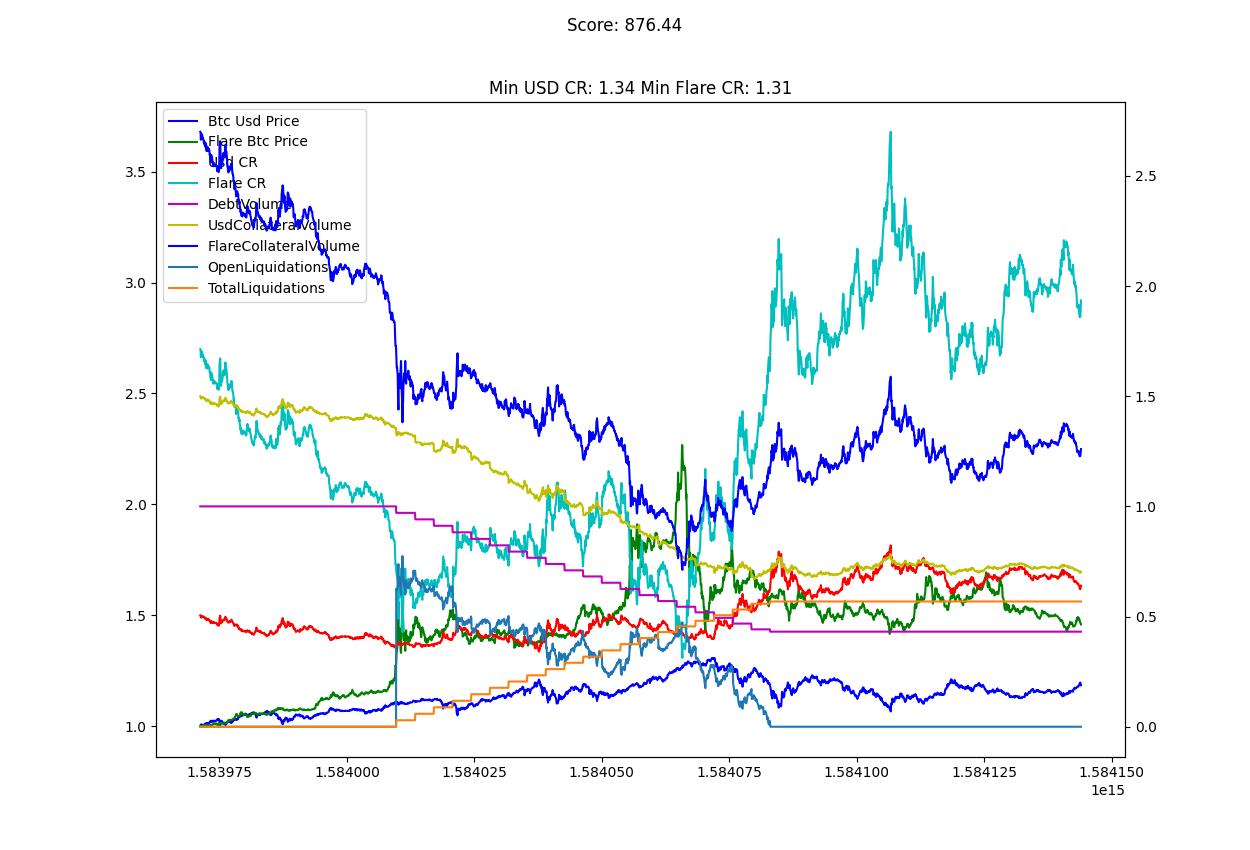 Score: 876.44
Min USD CR: 1.34 Min Flare CR: 1.31
Btc Usd Price
Flare Btc Price
Usd CR
Flare CR
DebtVolume
UsdCollateralVolume
FlareCollateralVolume
OpenLiquidations
TotalLiquidations
3.5
3.0
2.5
2.0
1.5
1.0
2.5
2.0
1.5
1.0
0.5
0.0
1.583975
1.584000
1.584025
1.584050
1.584075
1.584100
1.584125
1.584150
1e15